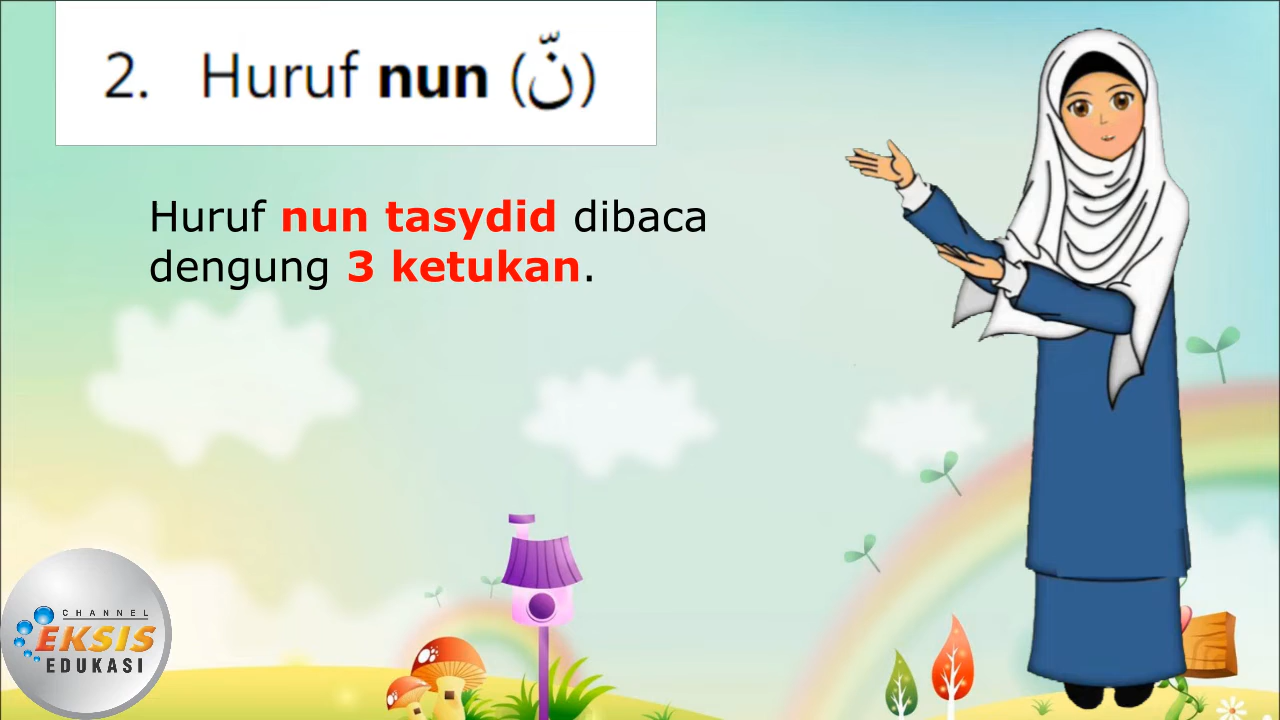 2. Huruf nun (نّ)
Huruf nun tasydid dibaca
dengung 3 ketukan.
CHANNEL
EKSIS
EDUKASI